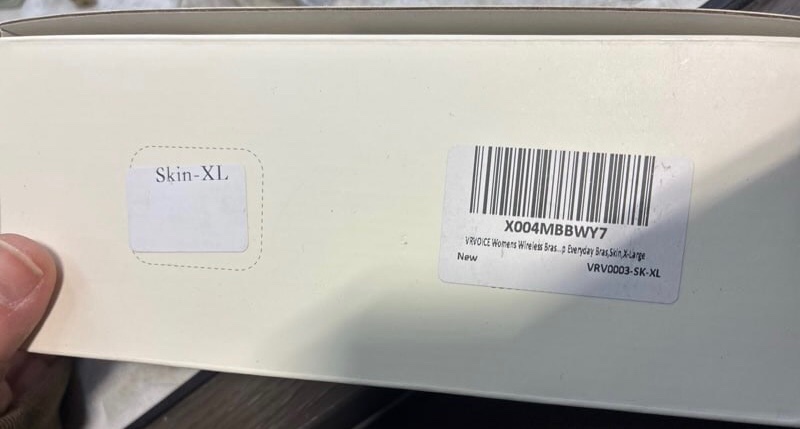 Skin-XL
X004MBBWY7
VRVOICE Womens Wireless Bras...p Everyday Bras,Skin,X-Large
New
VRV0003-SK-XL